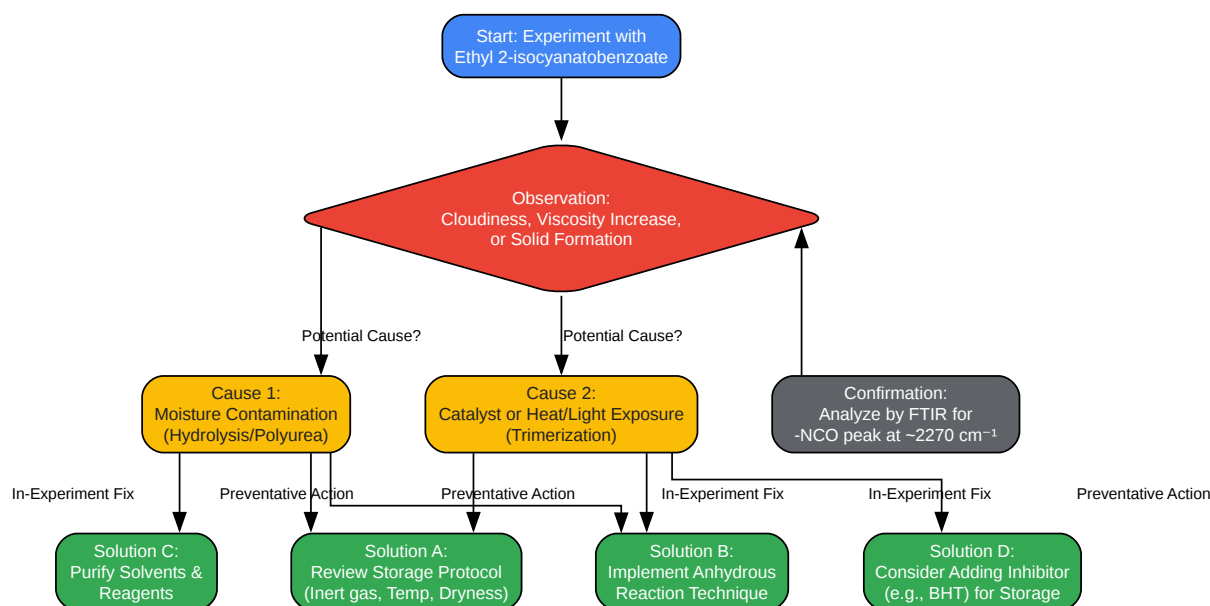 Start: Experiment with
Ethyl 2-isocyanatobenzoate
Observation:
Cloudiness, Viscosity Increase,
or Solid Formation
Potential Cause?
Potential Cause?
Cause 1:
Moisture Contamination
(Hydrolysis/Polyurea)
Cause 2:
Catalyst or Heat/Light Exposure
(Trimerization)
Confirmation:
Analyze by FTIR for
-NCO peak at ~2270 cm⁻¹
In-Experiment Fix
Preventative Action
Preventative Action
In-Experiment Fix
In-Experiment Fix
Preventative Action
Solution C:
Purify Solvents &
Reagents
Solution A:
Review Storage Protocol
(Inert gas, Temp, Dryness)
Solution B:
Implement Anhydrous
Reaction Technique
Solution D:
Consider Adding Inhibitor
(e.g., BHT) for Storage